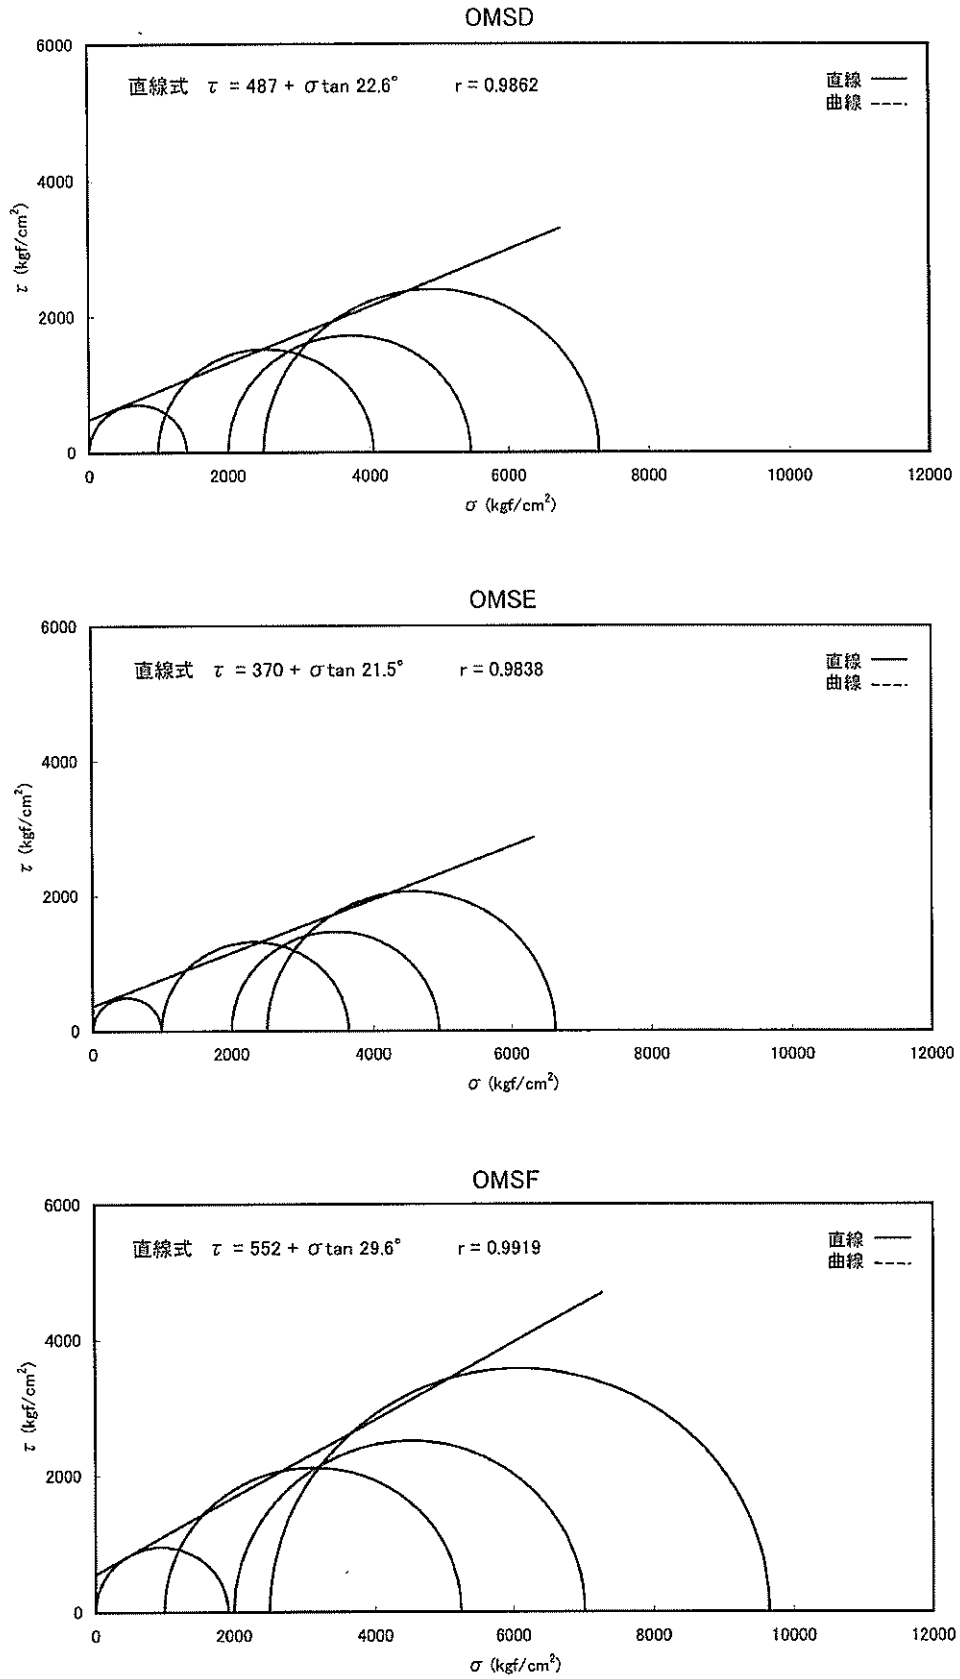 OMSD
6000
直線式 τ = 487 + σ tan 22.6° r = 0.9862
直線
曲線
4000
τ (kgf/cm²)
2000
0
0 2000 4000 6000 8000 10000 12000
σ (kgf/cm²)
OMSE
6000
直線式 τ = 370 + σ tan 21.5° r = 0.9838
直線
曲線
4000
τ (kgf/cm²)
2000
0
0 2000 4000 6000 8000 10000 12000
σ (kgf/cm²)
OMSF
6000
直線式 τ = 552 + σ tan 29.6° r = 0.9919
直線
曲線
4000
τ (kgf/cm²)
2000
0
0 2000 4000 6000 8000 10000 12000
σ (kgf/cm²)